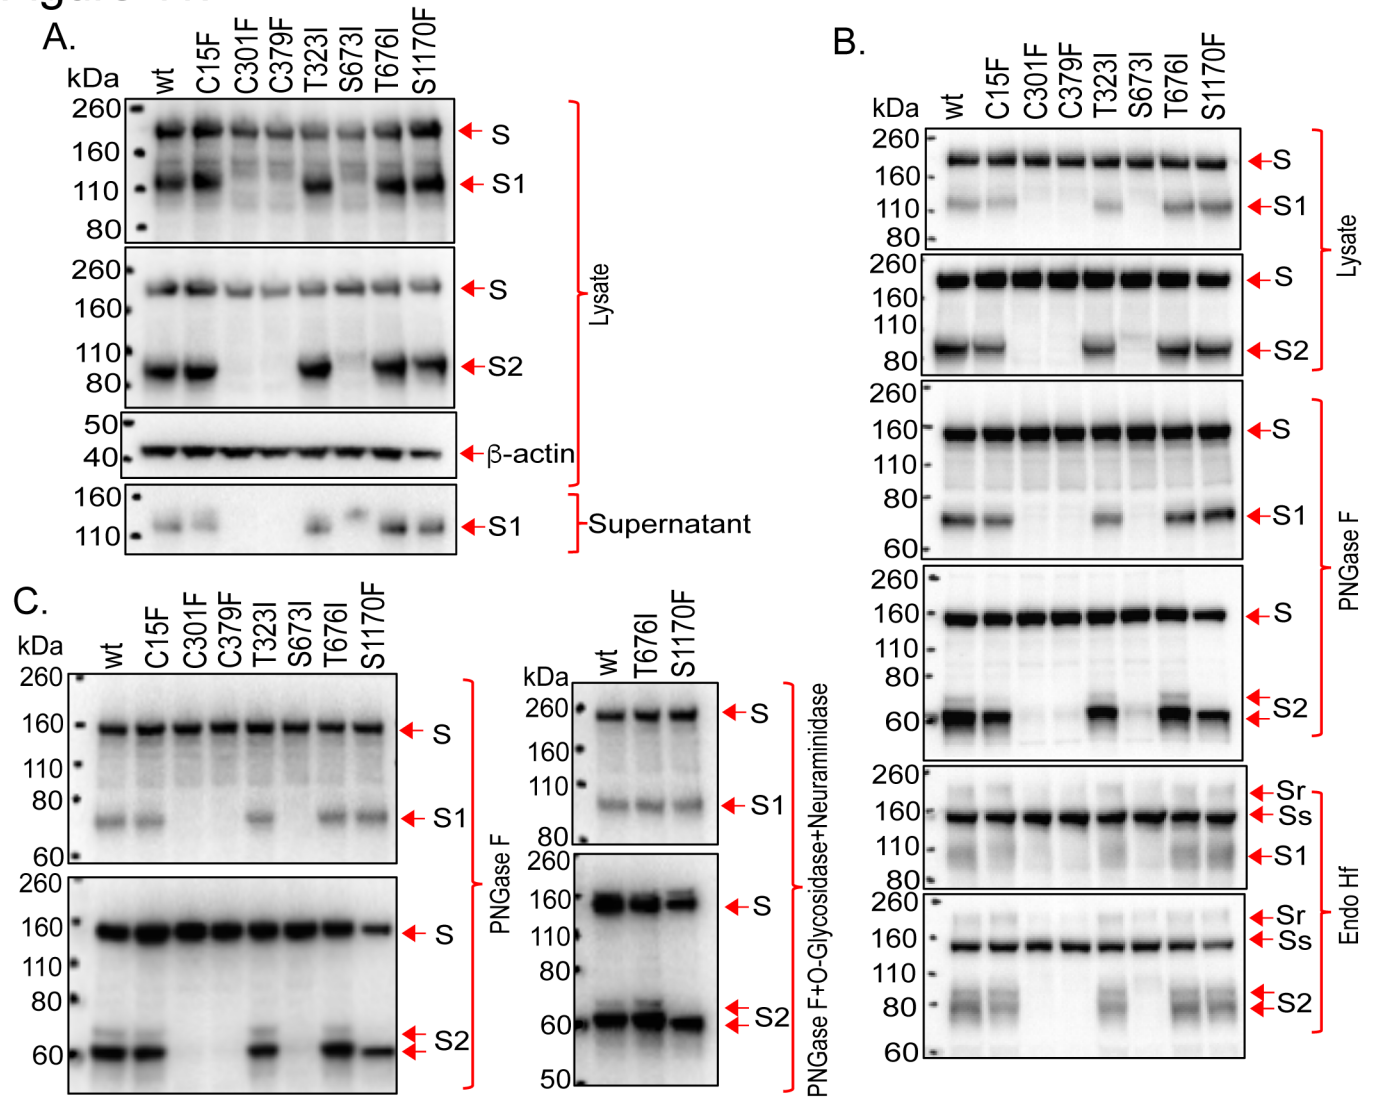 A.
kDa
wt C15F C301F C379F T323I S673I T676I S1170F
260
160
110
80
S
S1
260
160
110
80
S
S2
50
40
β-actin
Lysate
160
110
S1
Supernatant
B.
kDa
wt C15F C301F C379F T323I S673I T676I S1170F
260
160
110
80
S
S1
260
160
110
80
S
S2
Lysate
260
160
110
80
60
S
S1
260
160
110
80
60
S
S2
PNGase F
260
160
110
80
Sr
Ss
S1
260
160
110
80
60
Sr
Ss
S2
Endo Hf
C.
kDa
wt C15F C301F C379F T323I S673I T676I S1170F
260
160
110
80
60
S
S1
260
160
110
80
60
S
S2
PNGase F
kDa
wt T676I S1170F
260
160
110
80
S
S1
260
160
110
80
60
50
S
S2
PNGase F+O-Glycosidase+Neuraminidase